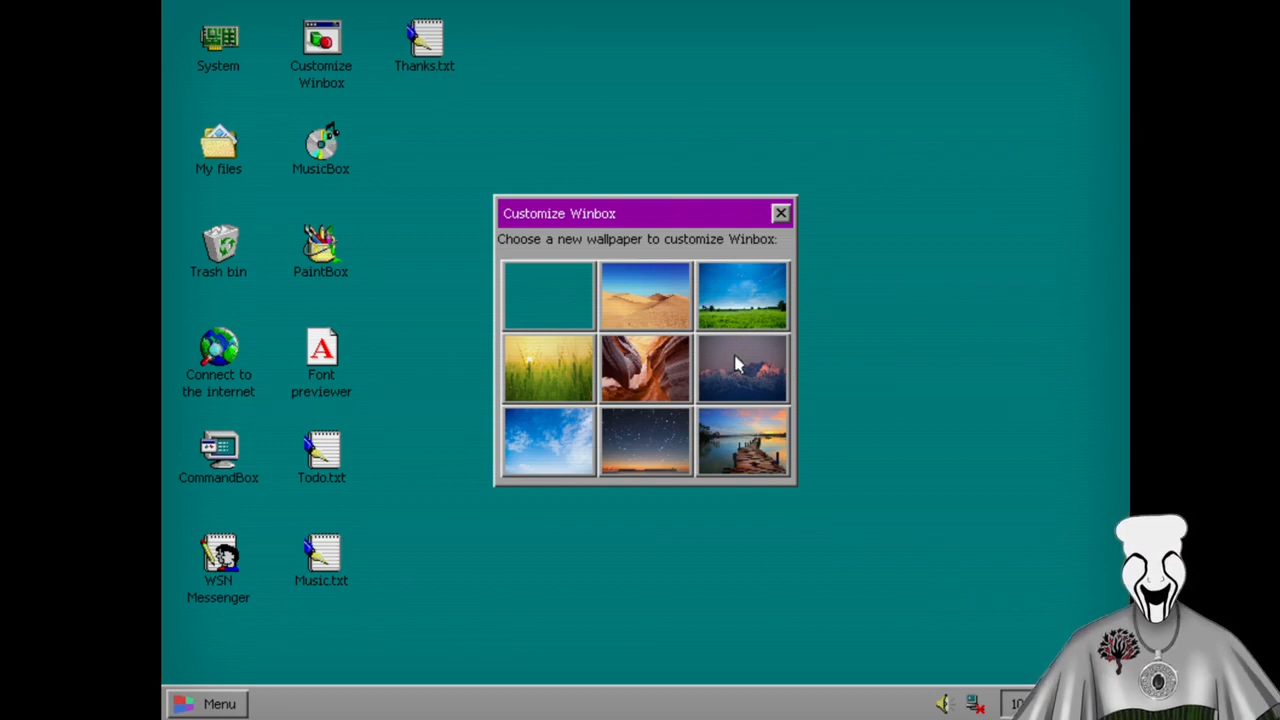 System
Customize
Winbox
Thanks.txt
My files
MusicBox
Trash bin
PaintBox
Connect to
the internet
Font
previewer
CommandBox
Todo.txt
WSN
Messenger
Music.txt
Customize Winbox
Choose a new wallpaper to customize Winbox:
A
Menu
10